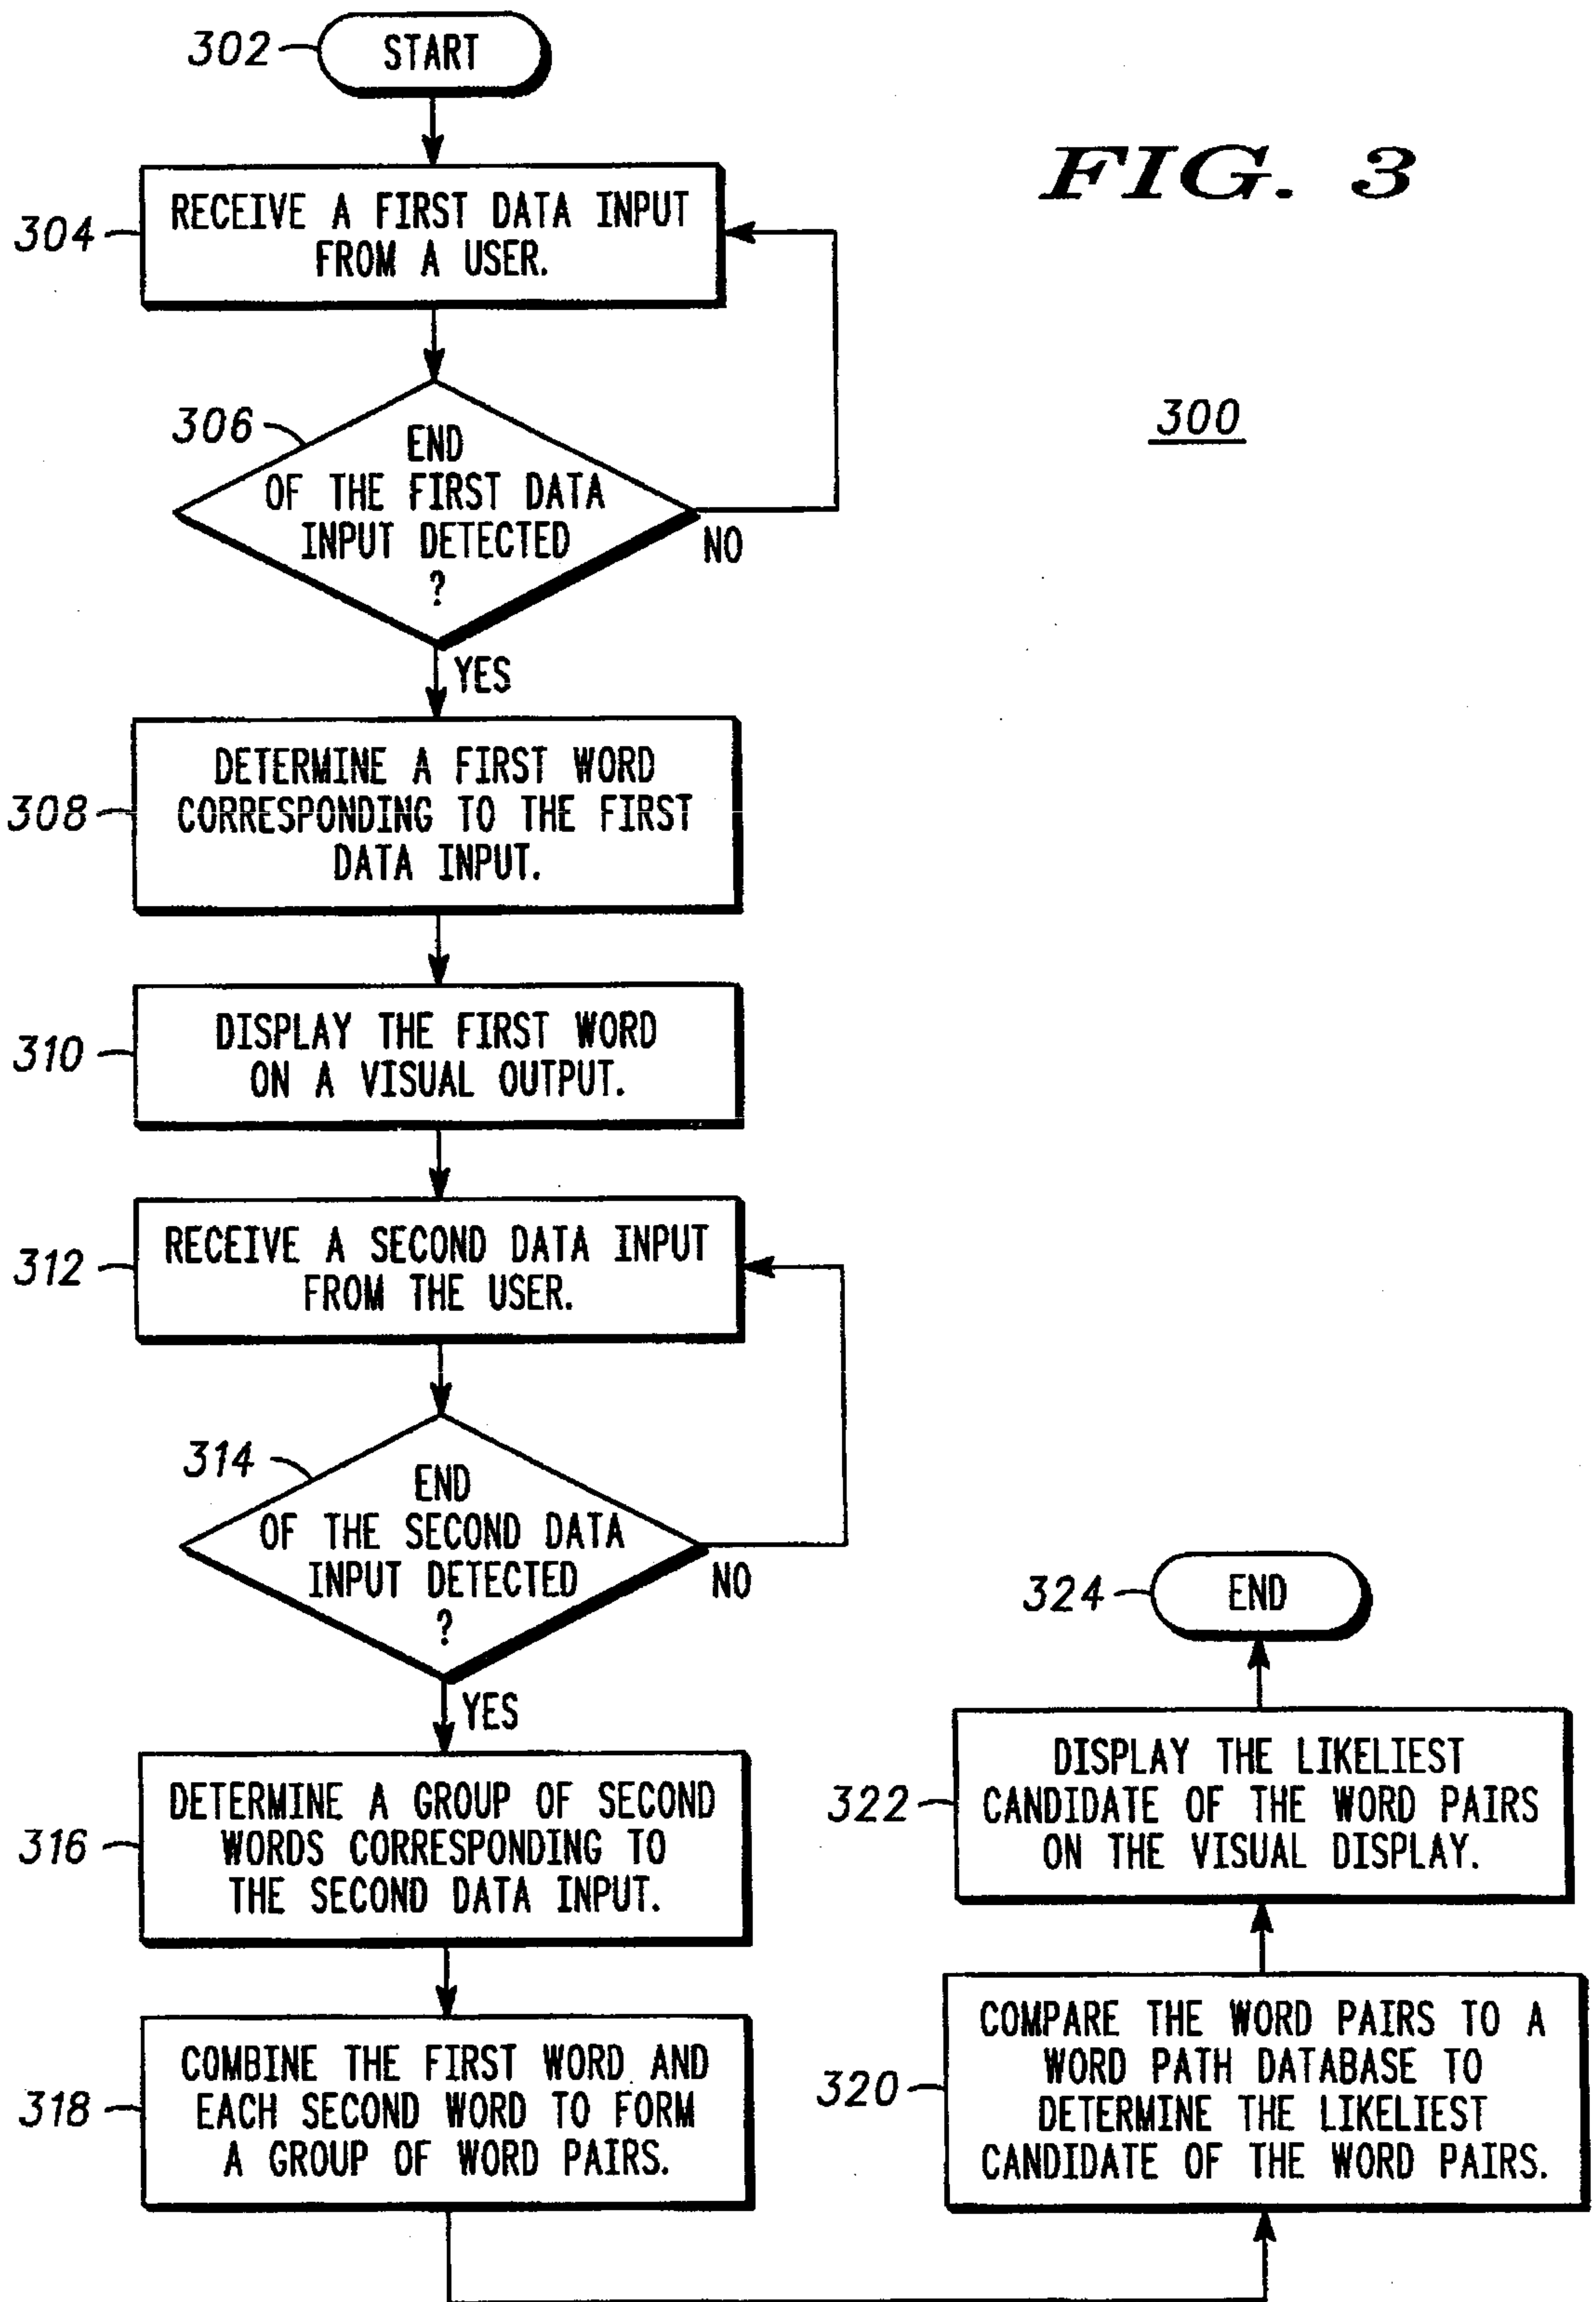 302
START
FIG. 3
304
RECEIVE A FIRST DATA INPUT
FROM A USER.
300
306
END
OF THE FIRST DATA
INPUT DETECTED
?
NO
YES
308
DETERMINE A FIRST WORD
CORRESPONDING TO THE FIRST
DATA INPUT.
310
DISPLAY THE FIRST WORD
ON A VISUAL OUTPUT.
312
RECEIVE A SECOND DATA INPUT
FROM THE USER.
314
END
OF THE SECOND DATA
INPUT DETECTED
?
NO
YES
316
DETERMINE A GROUP OF SECOND
WORDS CORRESPONDING TO
THE SECOND DATA INPUT.
318
COMBINE THE FIRST WORD AND
EACH SECOND WORD TO FORM
A GROUP OF WORD PAIRS.
320
COMPARE THE WORD PAIRS TO A
WORD PATH DATABASE TO
DETERMINE THE LIKELIEST
CANDIDATE OF THE WORD PAIRS.
322
DISPLAY THE LIKELIEST
CANDIDATE OF THE WORD PAIRS
ON THE VISUAL DISPLAY.
324
END